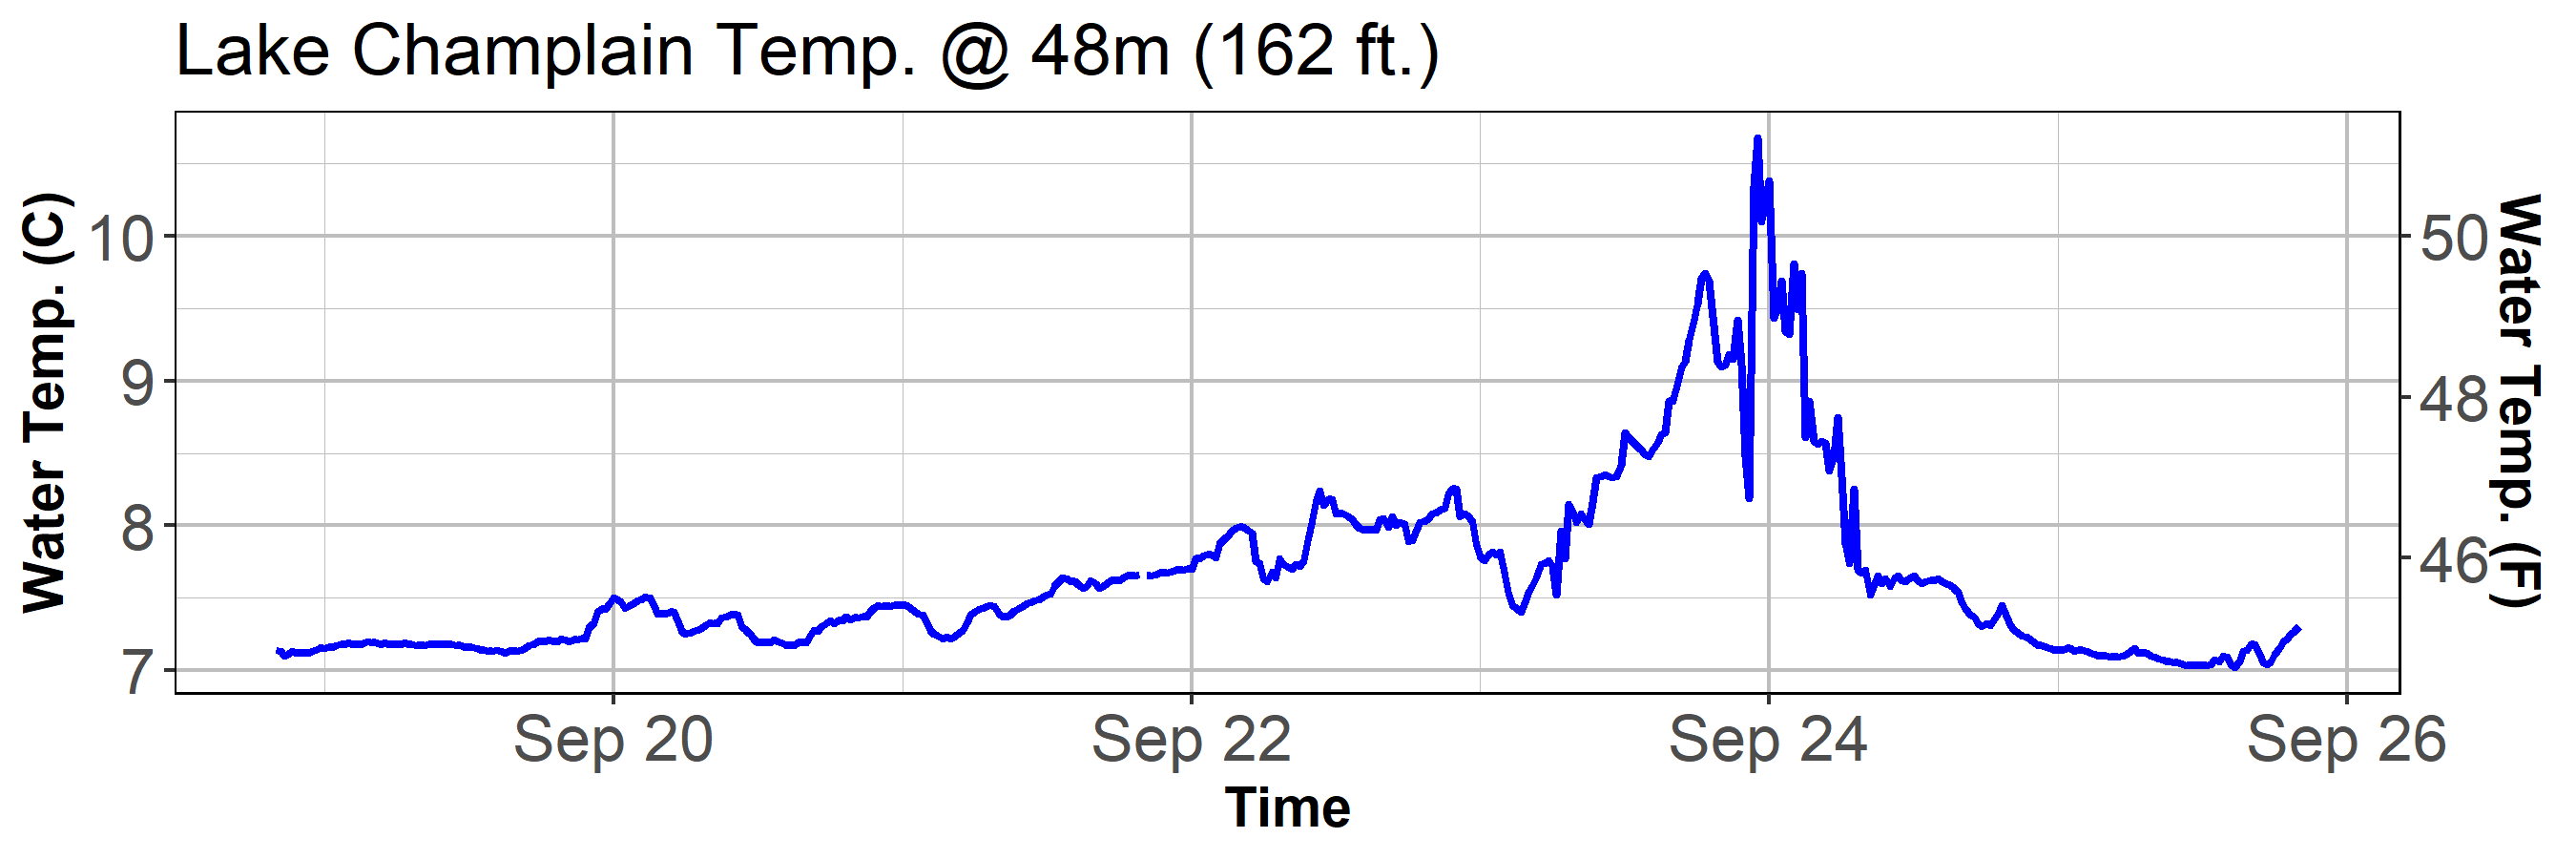 Lake Champlain Temp. @ 48m (162 ft.)
Water Temp. (C)
10
9
8
7
50
48
46
Water Temp. (F)
Sep 20
Sep 22
Sep 24
Sep 26
Time